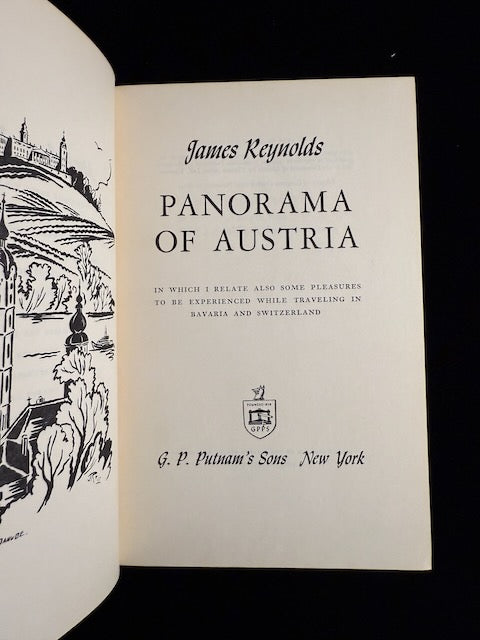 James Reynolds
PANORAMA
OF AUSTRIA
IN WHICH I RELATE ALSO SOME PLEASURES
TO BE EXPERIENCED WHILE TRAVELING IN
BAVARIA AND SWITZERLAND
GPPS
G. P. Putnam's Sons New York